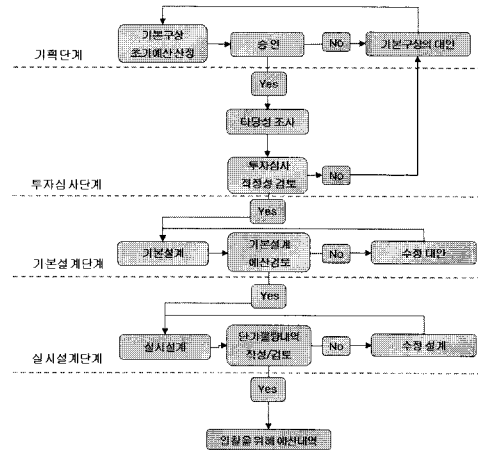 기본구상
초기예산 산정
승인
No
기본구상의 대안
기획단계
Yes
타당성 조사
투자심사
적정성 검토
No
투자심사단계
Yes
기본설계
기본설계
예산검토
No
수정 대안
기본설계단계
Yes
실시설계
단가물량내역
작성/검토
No
수정 설계
실시설계단계
Yes
입찰을 위해 예산내역